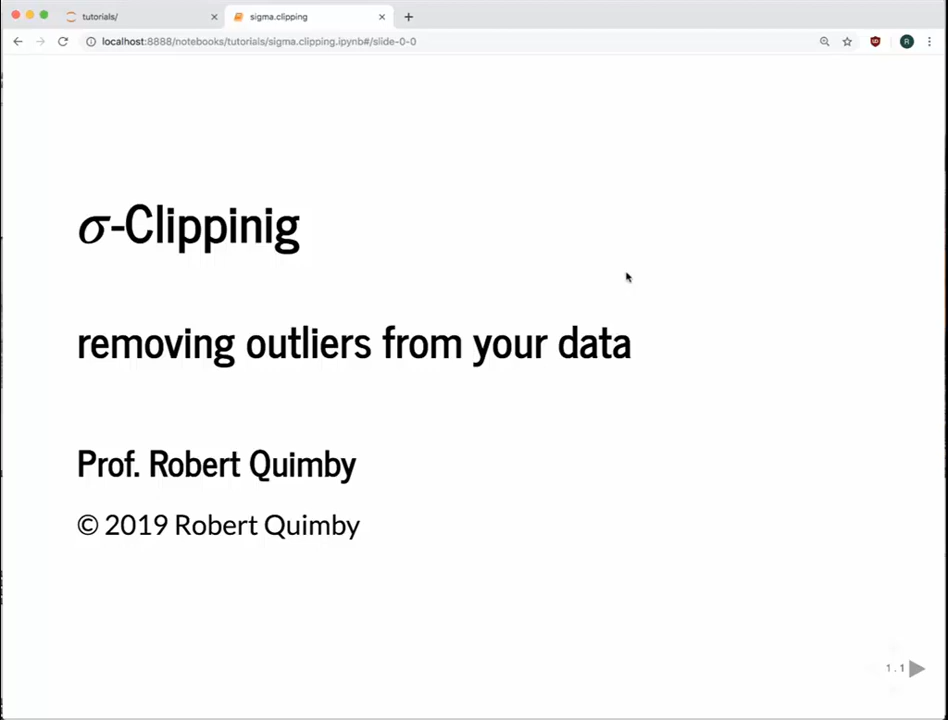 tutorials/
sigma.clipping
localhost:8888/notebooks/tutorials/sigma.clipping.ipynb#/slide-0-0
R
σ-Clippinig
removing outliers from your data
Prof. Robert Quimby
© 2019 Robert Quimby
1.1